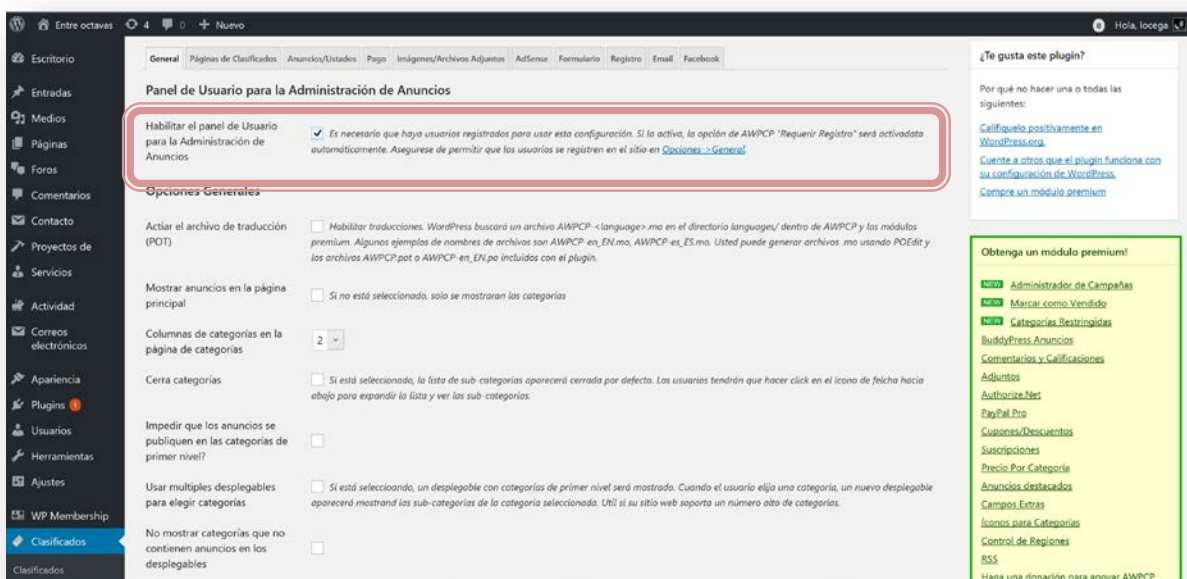 Entre octavas 4 0 + Nuevo
Hola, locega
Escritorio
Entradas
Medios
Páginas
Foros
Comentarios
Contacto
Proyectos de
Servicios
Actividad
Correos
electrónicos
Apariencia
Plugins 1
Usuarios
Herramientas
Ajustes
WP Membership
Clasificados
Clasificados
General Páginas de Clasificados Anuncios/Listados Pago Imágenes/Archivos Adjuntos AdSense Formulario Registro Email Facebook
Panel de Usuario para la Administración de Anuncios
Habilitar el panel de Usuario
para la Administración de
Anuncios
Es necesario que haya usuarios registrados para usar esta configuración. Si la activa, la opción de AWPCP "Requerir Registro" será activadata
automáticamente. Asegurese de permitir que los usuarios se registren en el sitio en Opciones->General.
Opciones Generales
Actiar el archivo de traducción
(POT)
Habilitar traducciones. WordPress buscará un archivo AWPCP-<language>.mo en el directorio languages/ dentro de AWPCP y los módulos
premium. Algunos ejemplos de nombres de archivos son AWPCP-en_EN.mo, AWPCP-es_ES.mo. Usted puede generar archivos .mo usando POEdit y
los archivos AWPCP.pot o AWPCP-en_EN.po incluidos con el plugin.
Mostrar anuncios en la página
principal
Si no está seleccionado, solo se mostraran las categorías
Columnas de categorías en la
página de categorías
2
Cerra categorías
Si está seleccionado, la lista de sub-categorías aparecerá cerrada por defecto. Los usuarios tendrán que hacer click en el icono de felcha hacia
abajo para expandir la lista y ver las sub-categorías.
Impedir que los anuncios se
publiquen en las categorías de
primer nivel?
Usar multiples desplegables
para elegir categorías
Si está seleccioando, un desplegable con categorías de primer nivel será mostrado. Cuando el usuario elija una categoría, un nuevo desplegable
aparecerá mostrand las sub-categorías de la categoría seleccionada. Util si su sitio web soporta un número alto de categorías.
No mostrar categorías que no
contienen anuncios en los
desplegables
¿Te gusta este plugin?
Por qué no hacer una o todas las
siguientes:
Califíquelo positivamente en
WordPress.org.
Cuente a otros que el plugin funciona con
su configuración de WordPress.
Compre un módulo premium
Obtenga un módulo premium!
NEW Administrador de Campañas
NEW Marcar como Vendido
NEW Categorías Restringidas
BuddyPress Anuncios
Comentarios y Calificaciones
Adjuntos
Authorize.Net
PayPal Pro
Cupones/Descuentos
Suscripciones
Precio Por Categoría
Anuncios destacados
Campos Extras
Íconos para Categorías
Control de Regiones
RSS
Haga una donación para apoyar AWPCP